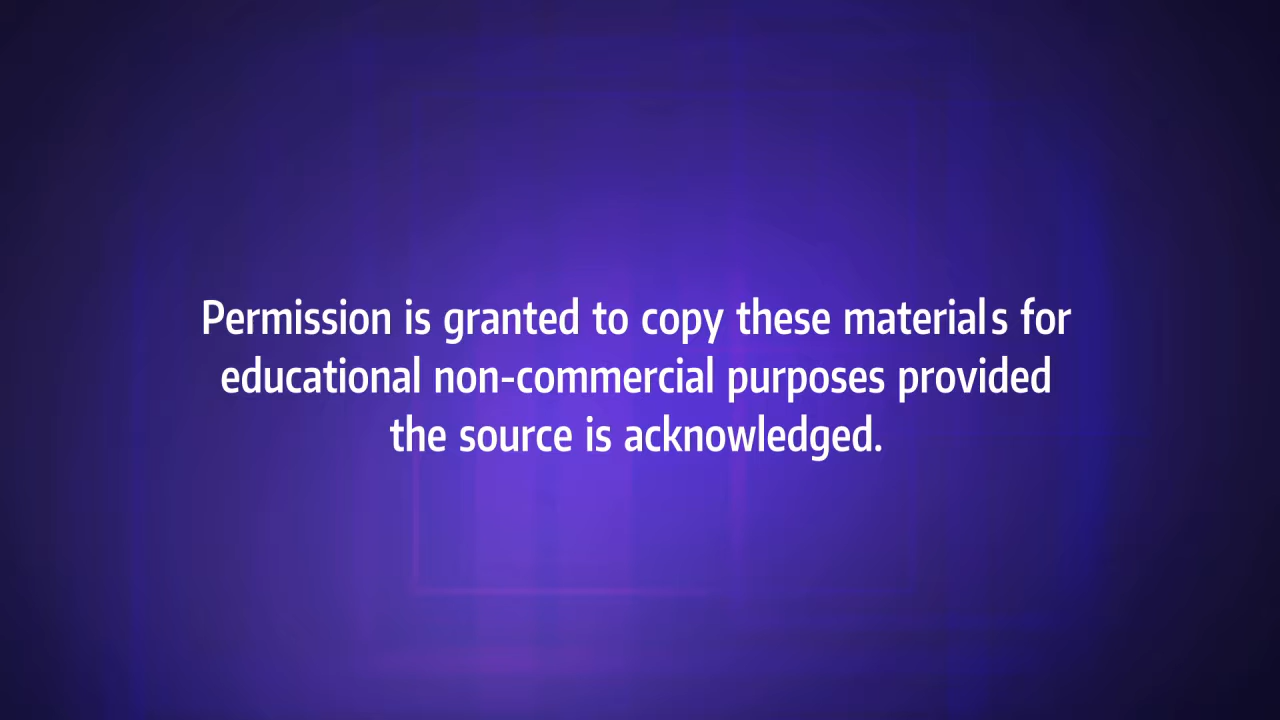 Permission is granted to copy these materials for
educational non-commercial purposes provided
the source is acknowledged.